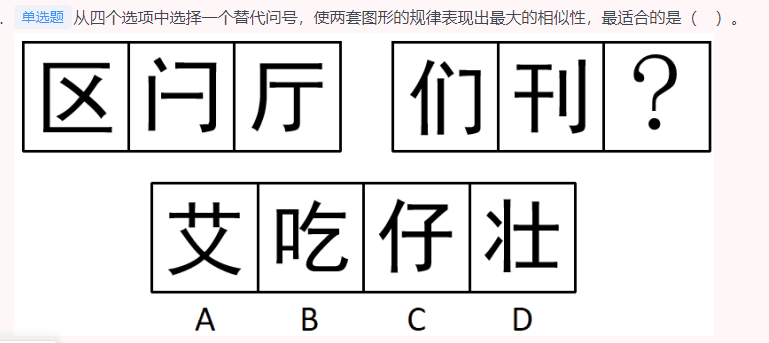 . 单选题 从四个选项中选择一个替代问号，使两套图形的规律表现出最大的相似性，最适合的是（ ）。
区 闩 厅 们 刊 ？
艾 吃 仔 壮
A B C D